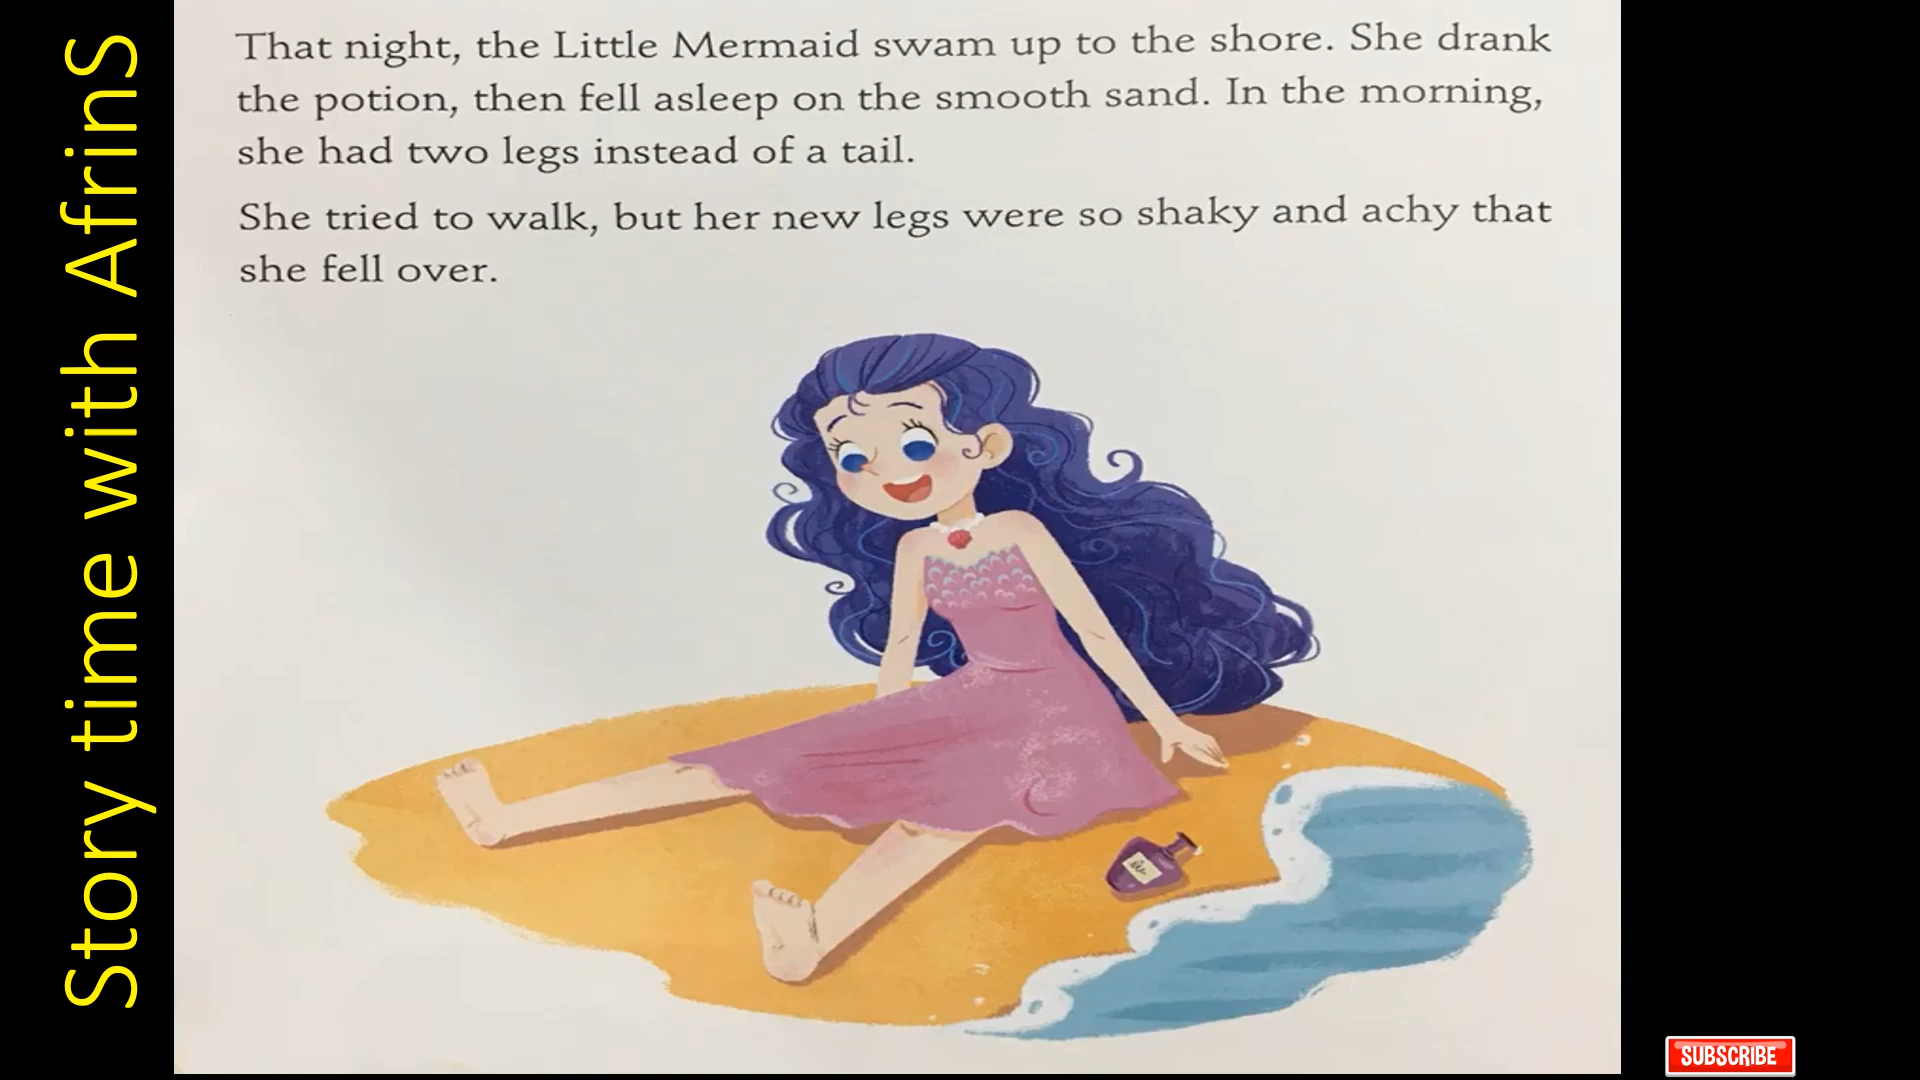 Story time with AfrinS
That night, the Little Mermaid swam up to the shore. She drank
the potion, then fell asleep on the smooth sand. In the morning,
she had two legs instead of a tail.
She tried to walk, but her new legs were so shaky and achy that
she fell over.
SUBSCRIBE